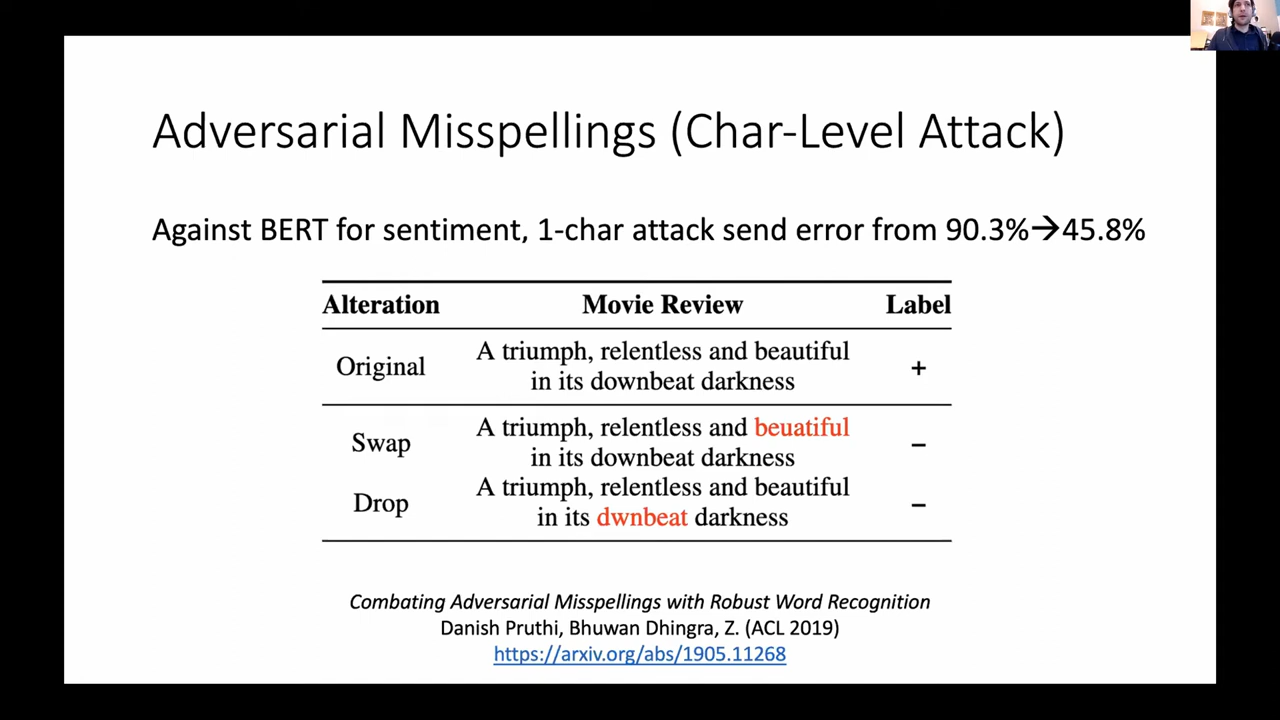 Adversarial Misspellings (Char-Level Attack)
Against BERT for sentiment, 1-char attack send error from 90.3%→45.8%
Alteration Movie Review Label
A triumph, relentless and beautiful
Original +
in its downbeat darkness
A triumph, relentless and beuatiful
Swap –
in its downbeat darkness
A triumph, relentless and beautiful
Drop –
in its dwnbeat darkness
Combating Adversarial Misspellings with Robust Word Recognition
Danish Pruthi, Bhuwan Dhingra, Z. (ACL 2019)
https://arxiv.org/abs/1905.11268